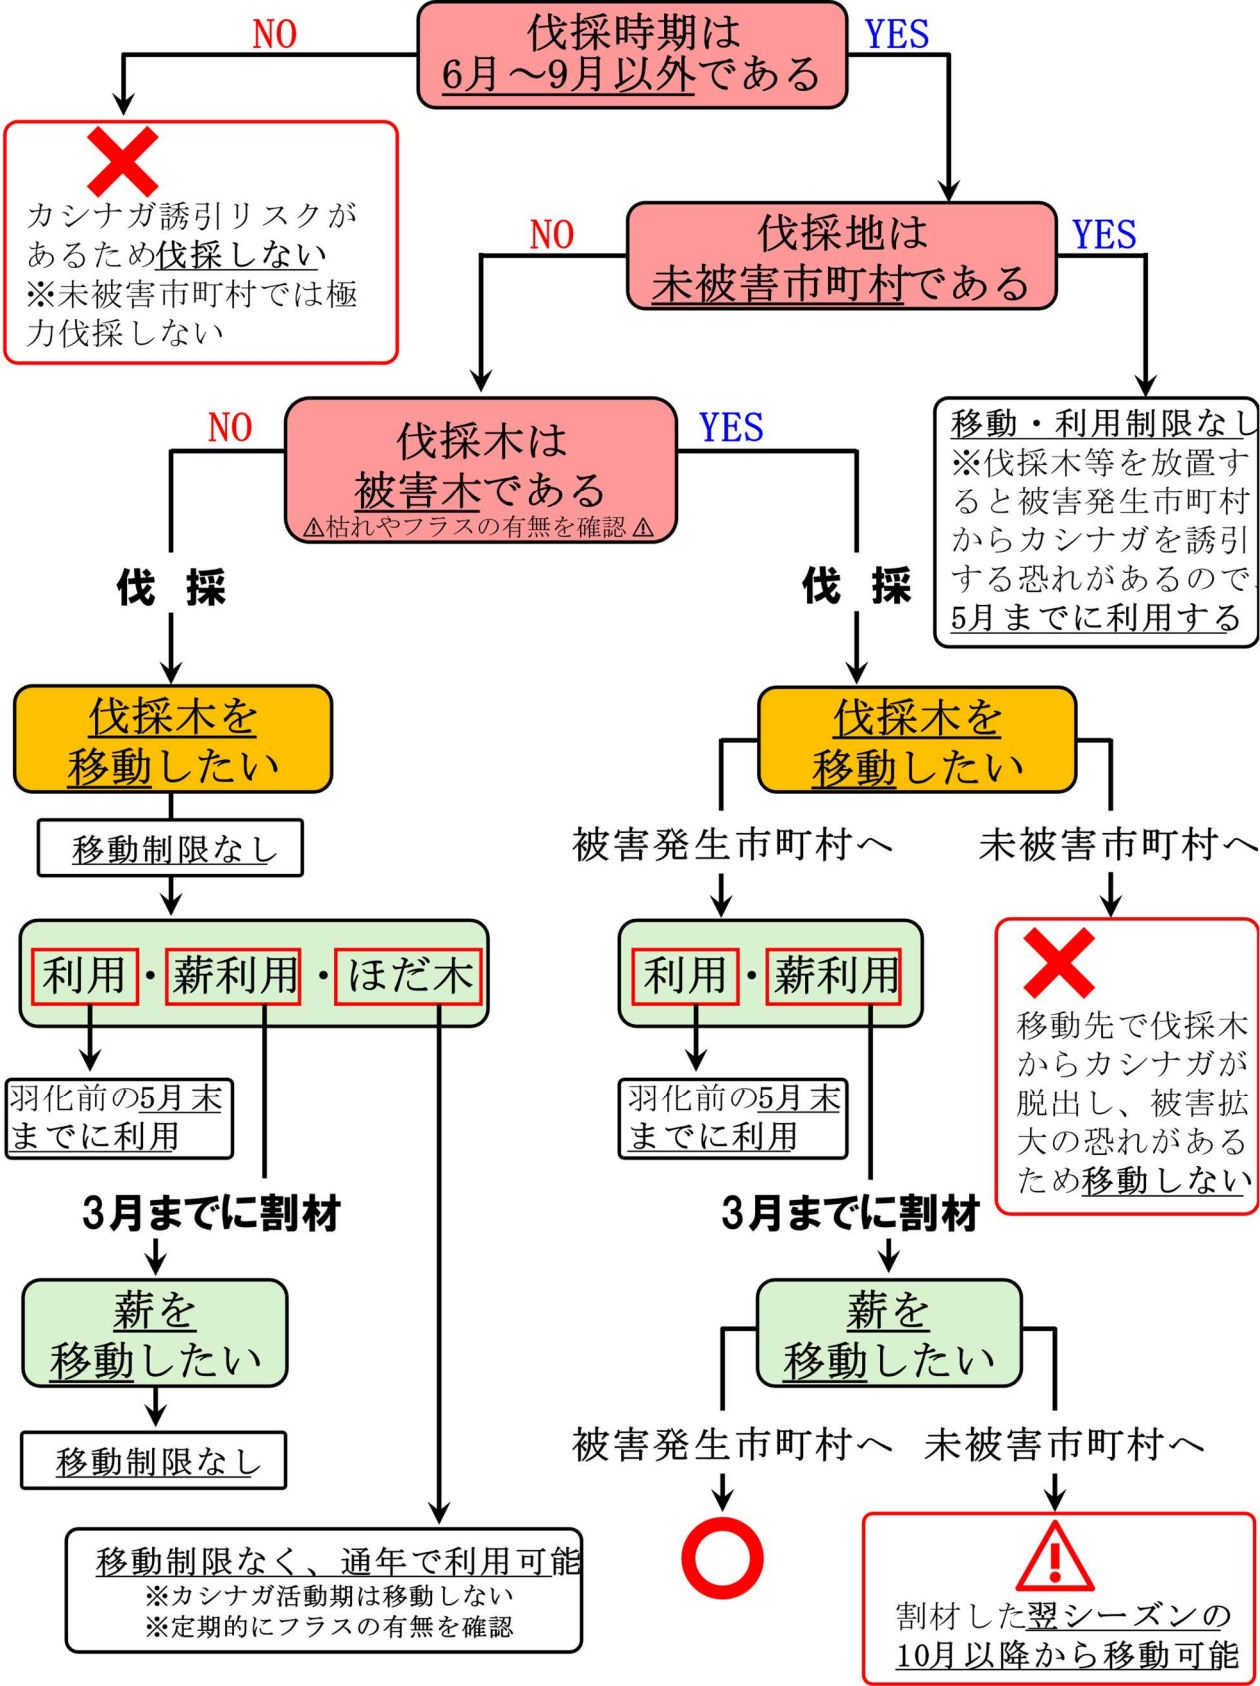 伐採時期は
6月～9月以外である
NO
YES
カシナガ誘引リスクが
あるため伐採しない
※未被害市町村では極
力伐採しない
伐採地は
未被害市町村である
NO
YES
移動・利用制限なし
※伐採木等を放置す
ると被害発生市町村
からカシナガを誘引
する恐れがあるので、
5月までに利用する
伐採木は
被害木である
⚠枯れやフラスの有無を確認⚠
NO
YES
伐 採
伐 採
伐採木を
移動したい
移動制限なし
利用・薪利用・ほだ木
羽化前の5月末
までに利用
3月までに割材
薪を
移動したい
移動制限なし
移動制限なく、通年で利用可能
※カシナガ活動期は移動しない
※定期的にフラスの有無を確認
伐採木を
移動したい
被害発生市町村へ
未被害市町村へ
利用・薪利用
移動先で伐採木
からカシナガが
脱出し、被害拡
大の恐れがある
ため移動しない
羽化前の5月末
までに利用
3月までに割材
薪を
移動したい
被害発生市町村へ
未被害市町村へ
割材した翌シーズンの
10月以降から移動可能